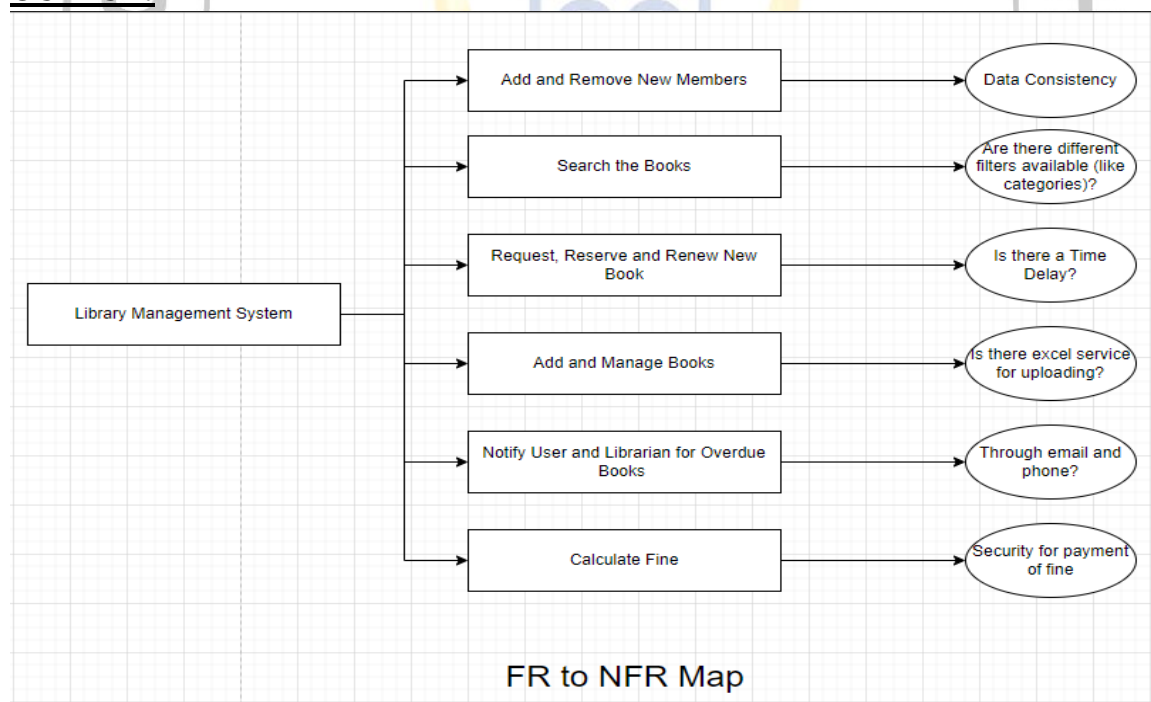 Add and Remove New Members
Data Consistency
Search the Books
Are there different
filters available (like
categories)?
Request, Reserve and Renew New
Book
Is there a Time
Delay?
Library Management System
Add and Manage Books
Is there excel service
for uploading?
Notify User and Librarian for Overdue
Books
Through email and
phone?
Calculate Fine
Security for payment
of fine
FR to NFR Map